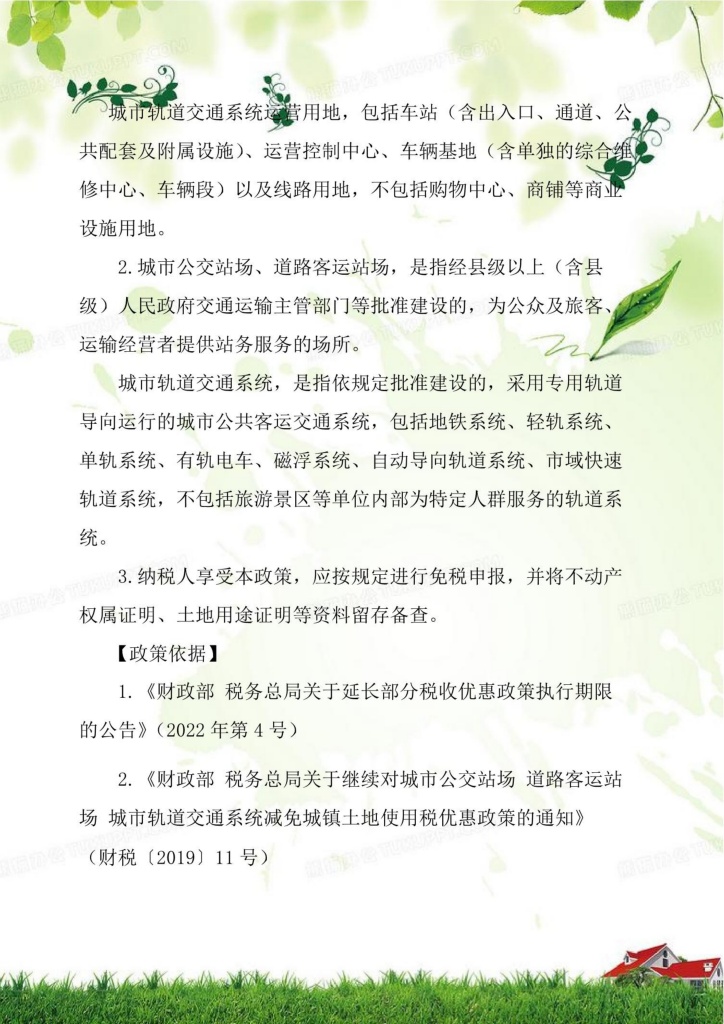 城市轨道交通系统运营用地，包括车站（含出入口、通道、公
共配套及附属设施）、运营控制中心、车辆基地（含单独的综合维
修中心、车辆段）以及线路用地，不包括购物中心、商铺等商业
设施用地。
2.城市公交站场、道路客运站场，是指经县级以上（含县
级）人民政府交通运输主管部门等批准建设的，为公众及旅客、
运输经营者提供站务服务的场所。
城市轨道交通系统，是指依规定批准建设的，采用专用轨道
导向运行的城市公共客运交通系统，包括地铁系统、轻轨系统、
单轨系统、有轨电车、磁浮系统、自动导向轨道系统、市域快速
轨道系统，不包括旅游景区等单位内部为特定人群服务的轨道系
统。
3.纳税人享受本政策，应按规定进行免税申报，并将不动产
权属证明、土地用途证明等资料留存备查。
【政策依据】
1.《财政部 税务总局关于延长部分税收优惠政策执行期限
的公告》（2022 年第 4 号）
2.《财政部 税务总局关于继续对城市公交站场 道路客运站
场 城市轨道交通系统减免城镇土地使用税优惠政策的通知》
（财税〔2019〕11 号）